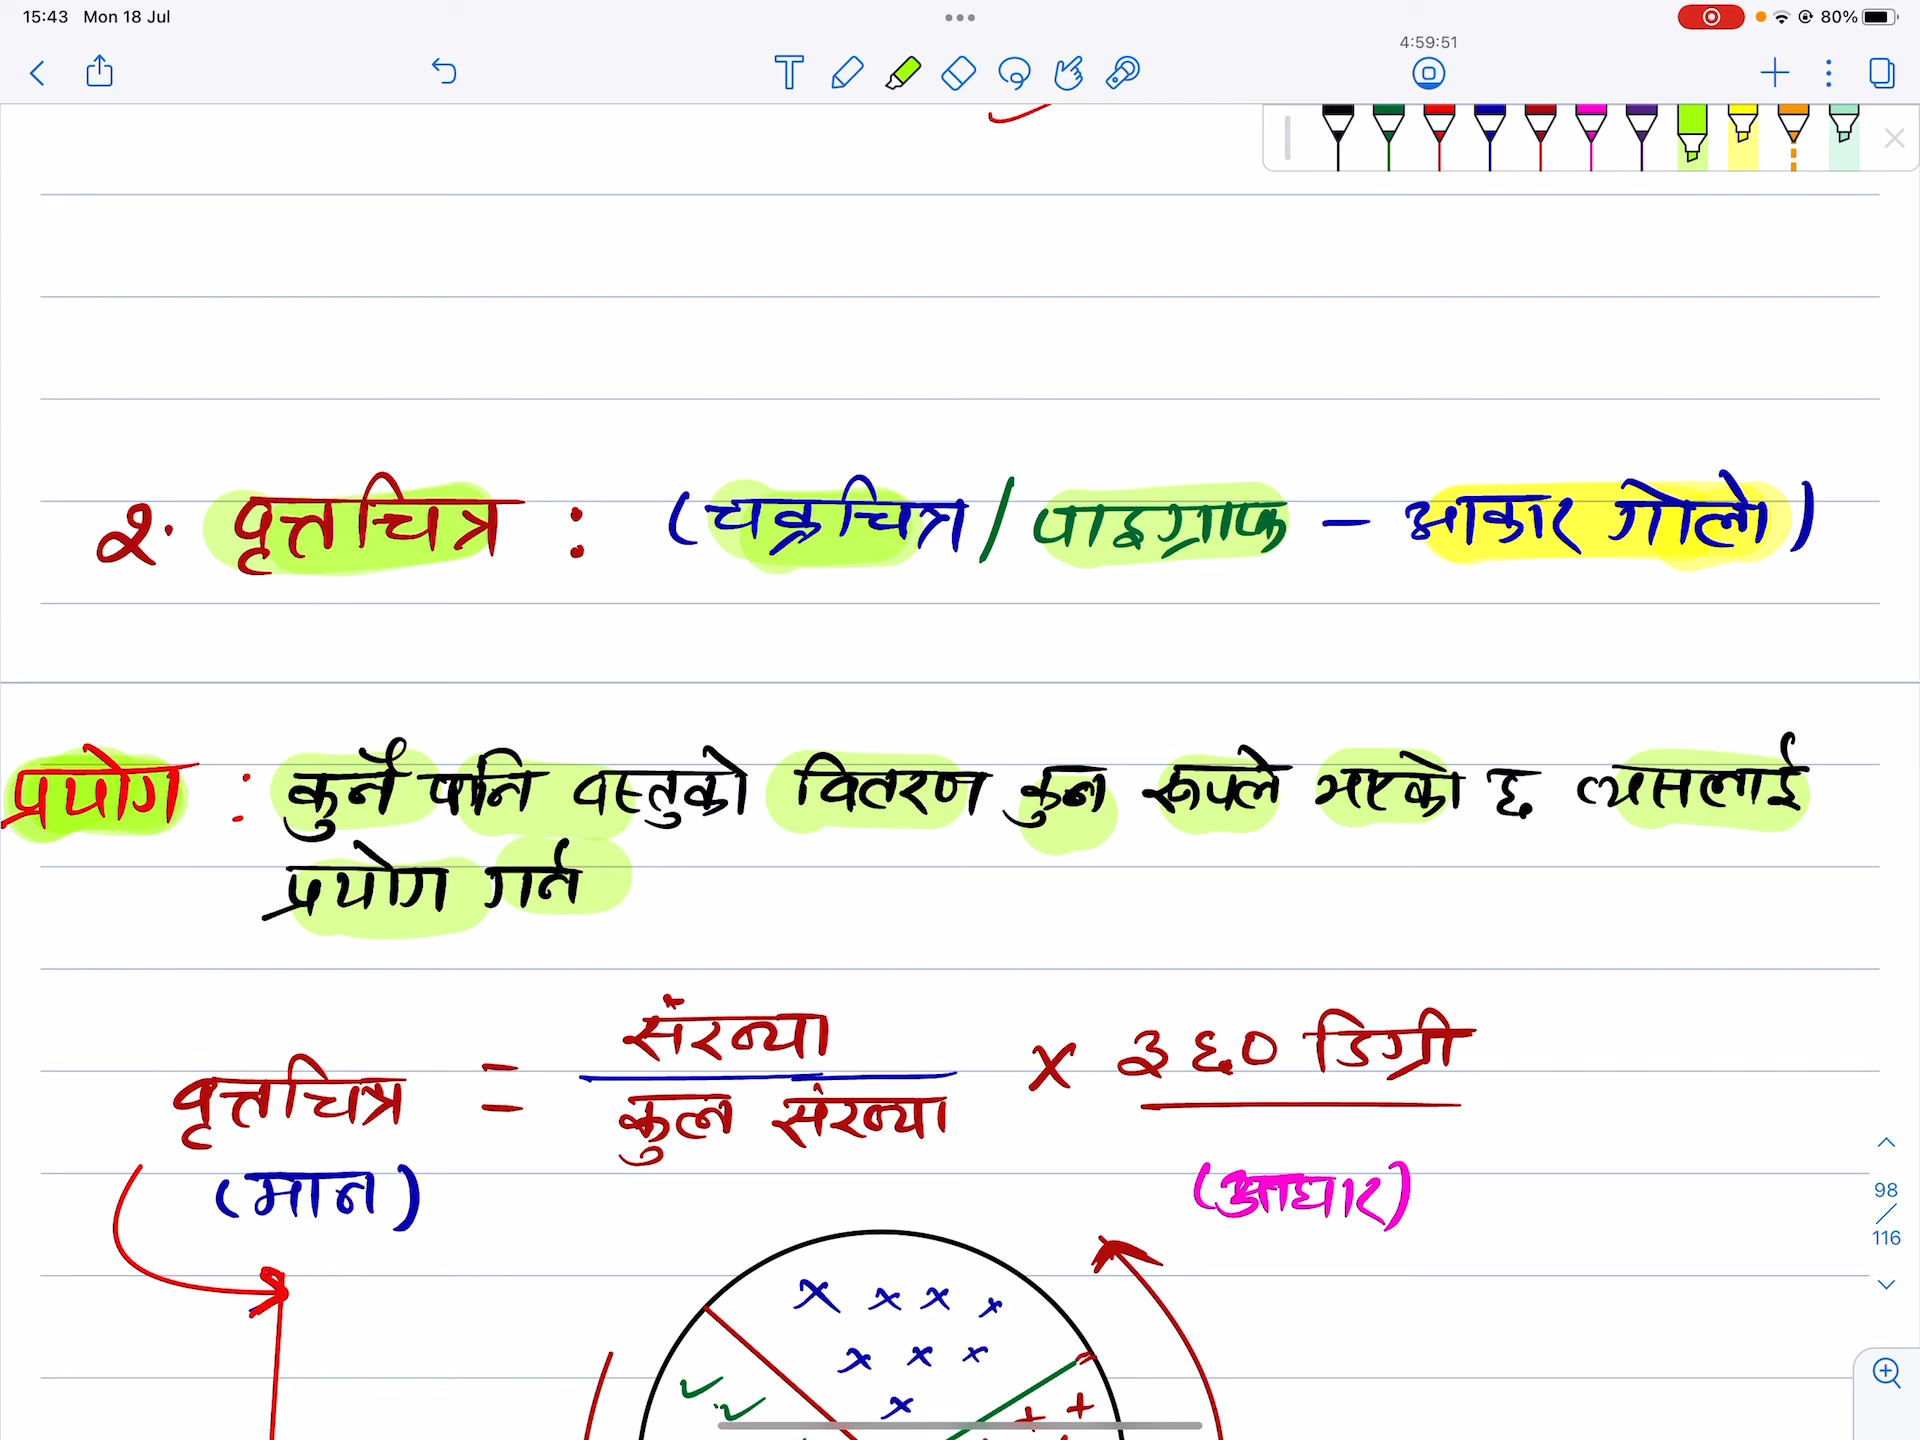 15:43 Mon 18 Jul
80%
4:59:51
२. वृत्तचित्र : (चक्रचित्र / पाइग्राफ – आकार गोलो)
प्रयोग : कुनै पनि वस्तुको वितरण कुन रूपले भएको छ त्यसलाई
प्रयोग गर्न
वृत्तचित्र = संख्या / कुल संख्या × ३६० डिग्री
(मान) (आधार)
98
/
116